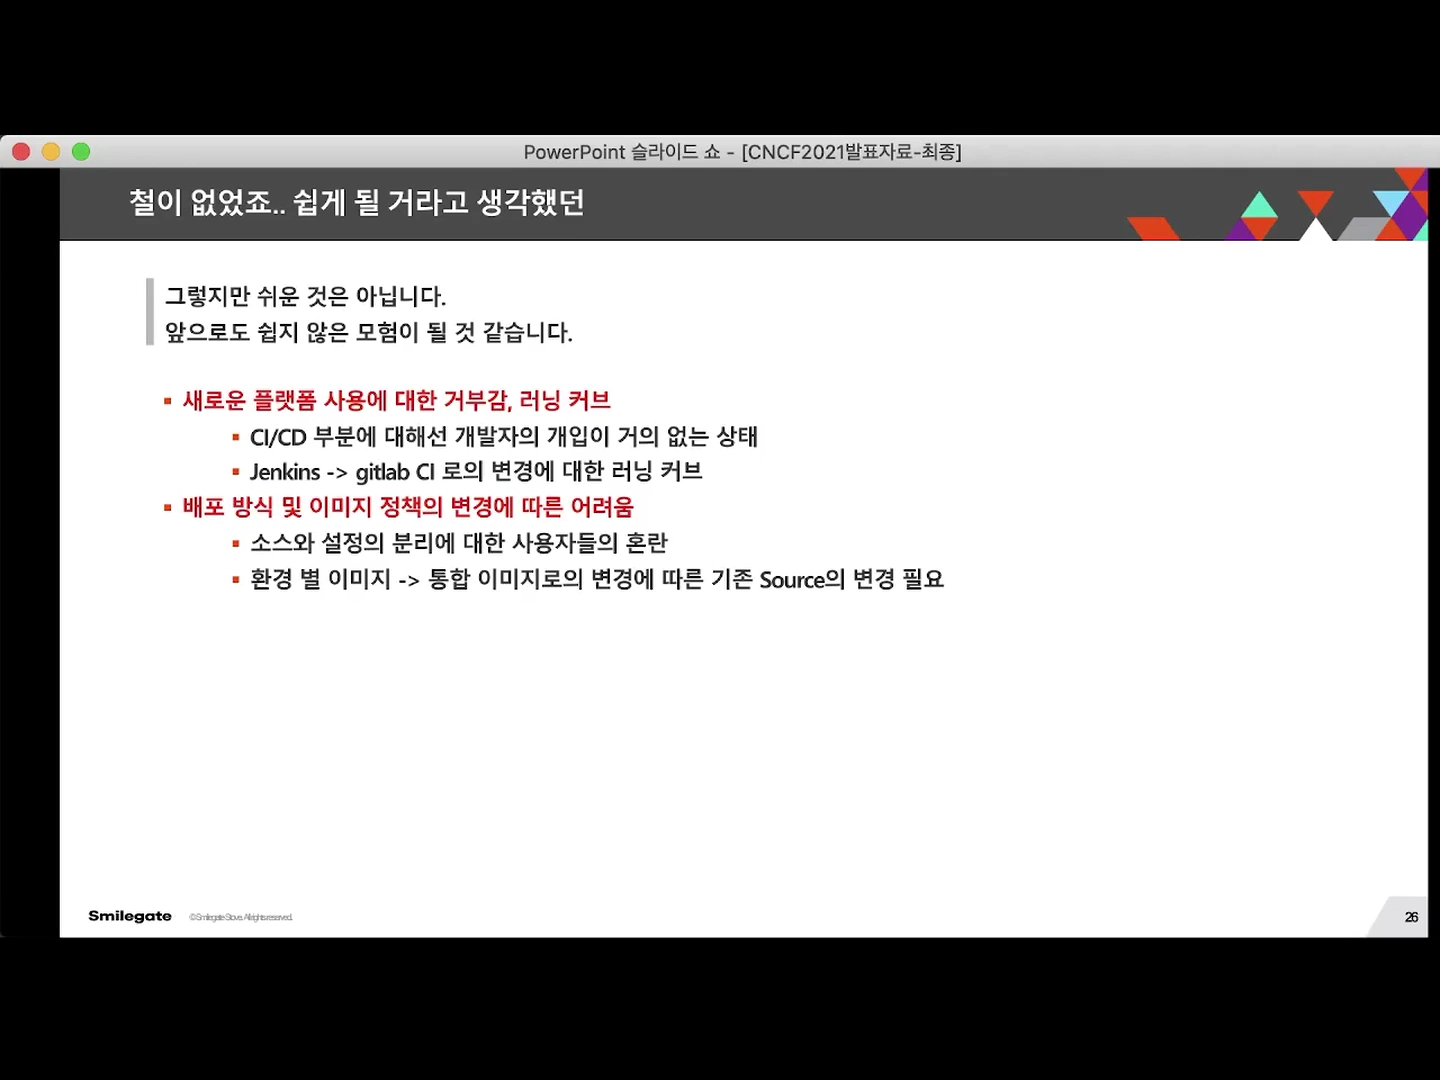 PowerPoint 슬라이드 쇼 - [CNCF2021발표자료-최종]
철이 없었죠.. 쉽게 될 거라고 생각했던
그렇지만 쉬운 것은 아닙니다.
앞으로도 쉽지 않은 모험이 될 것 같습니다.
새로운 플랫폼 사용에 대한 거부감, 러닝 커브
CI/CD 부분에 대해선 개발자의 개입이 거의 없는 상태
Jenkins -> gitlab CI 로의 변경에 대한 러닝 커브
배포 방식 및 이미지 정책의 변경에 따른 어려움
소스와 설정의 분리에 대한 사용자들의 혼란
환경 별 이미지 -> 통합 이미지로의 변경에 따른 기존 Source의 변경 필요
Smilegate © Smilegate Stove. All rights reserved.
26